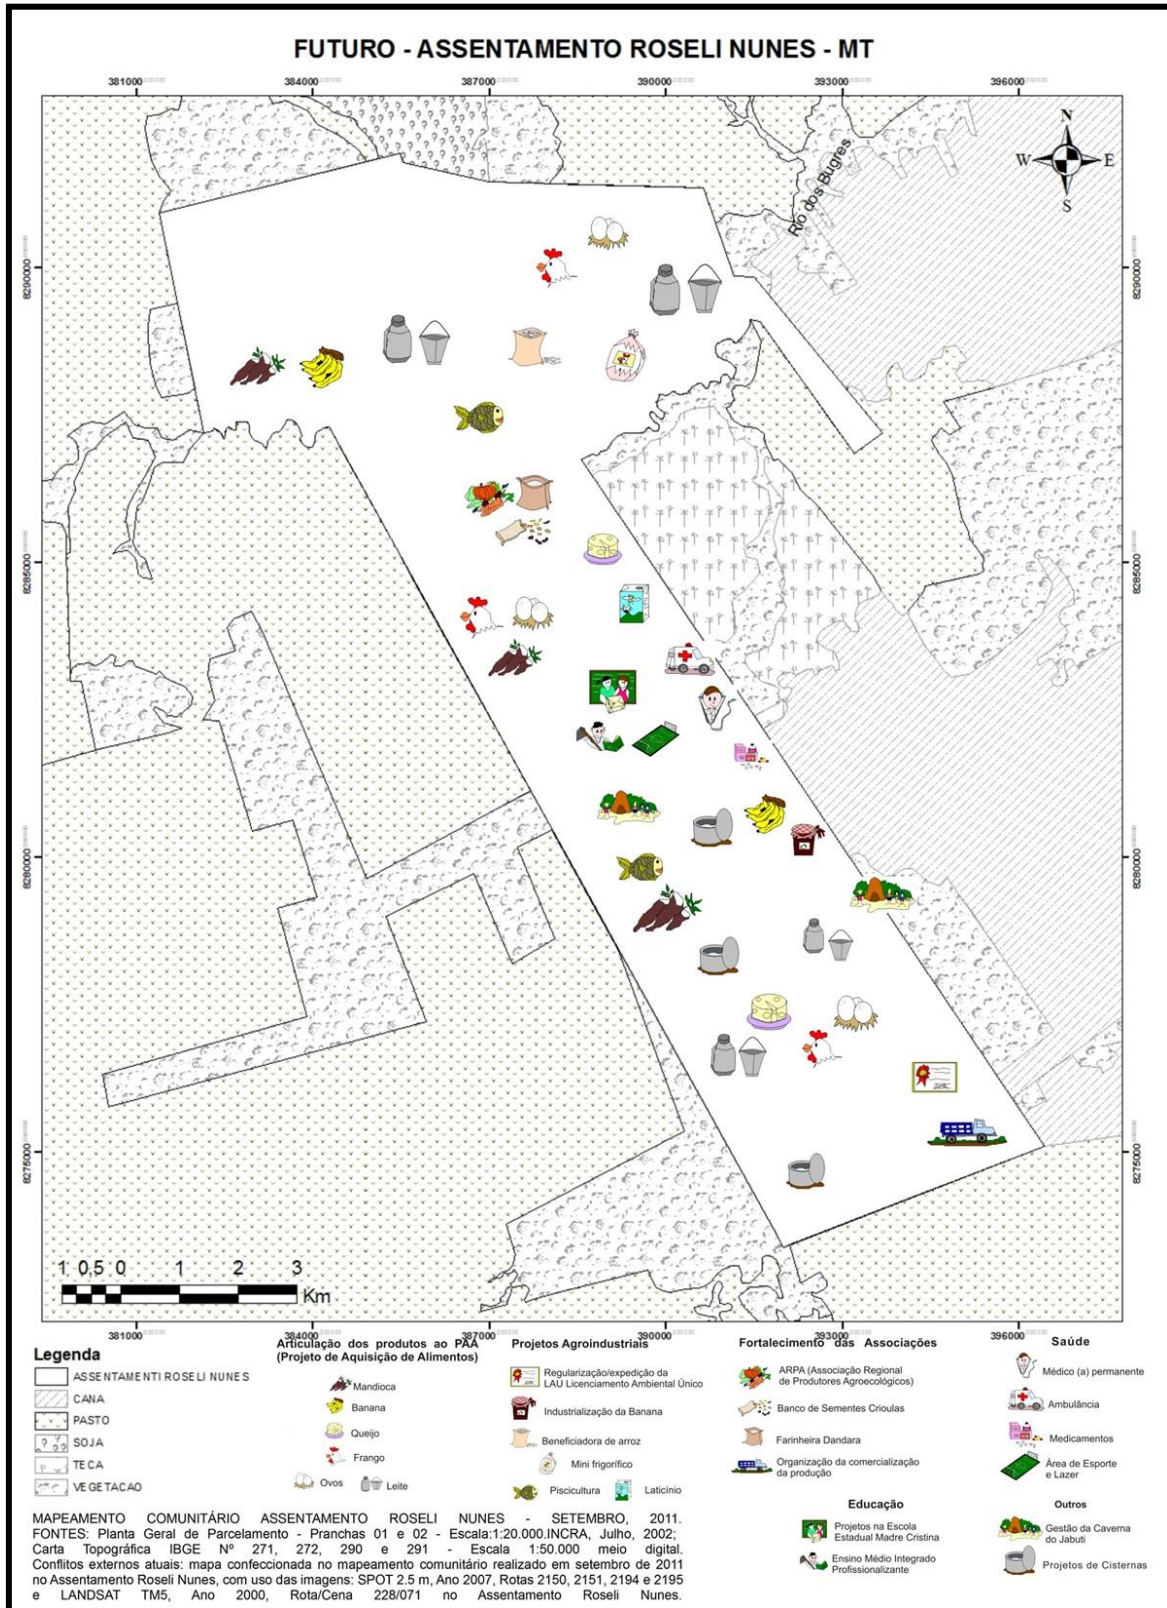 FUTURO - ASSENTAMENTO ROSELI NUNES - MT
381000 384000 387000 390000 393000 396000
N
W E
S
Rio dos Bugres
8290000 8290000
8285000 8285000
8280000 8280000
8275000 8275000
1 0,5 0 1 2 3
Km
381000 384000 387000 390000 393000 396000
Legenda
ASSENTAMENTI ROSELI NUNES
CANA
PASTO
SOJA
TECA
VEGETACAO
Articulação dos produtos ao PAA
(Projeto de Aquisição de Alimentos)
Mandioca
Banana
Queijo
Frango
Ovos Leite
Projetos Agroindustriais
Regularização/expedição da
LAU Licenciamento Ambiental Único
Industrialização da Banana
Beneficiadora de arroz
Mini frigorífico
Piscicultura Laticínio
Fortalecimento das Associações
ARPA (Associação Regional
de Produtores Agroecológicos)
Banco de Sementes Crioulas
Farinheira Dandara
Organização da comercialização
da produção
Educação
Projetos na Escola
Estadual Madre Cristina
Ensino Médio Integrado
Profissionalizante
Saúde
Médico (a) permanente
Ambulância
Medicamentos
Área de Esporte
e Lazer
Outros
Gestão da Caverna
do Jabuti
Projetos de Cisternas
MAPEAMENTO COMUNITÁRIO ASSENTAMENTO ROSELI NUNES - SETEMBRO, 2011.
FONTES: Planta Geral de Parcelamento - Pranchas 01 e 02 - Escala:1:20.000.INCRA, Julho, 2002;
Carta Topográfica IBGE Nº 271, 272, 290 e 291 - Escala 1:50.000 meio digital.
Conflitos externos atuais: mapa confeccionada no mapeamento comunitário realizado em setembro de 2011
no Assentamento Roseli Nunes, com uso das imagens: SPOT 2.5 m, Ano 2007, Rotas 2150, 2151, 2194 e 2195
e LANDSAT TM5, Ano 2000, Rota/Cena 228/071 no Assentamento Roseli Nunes.